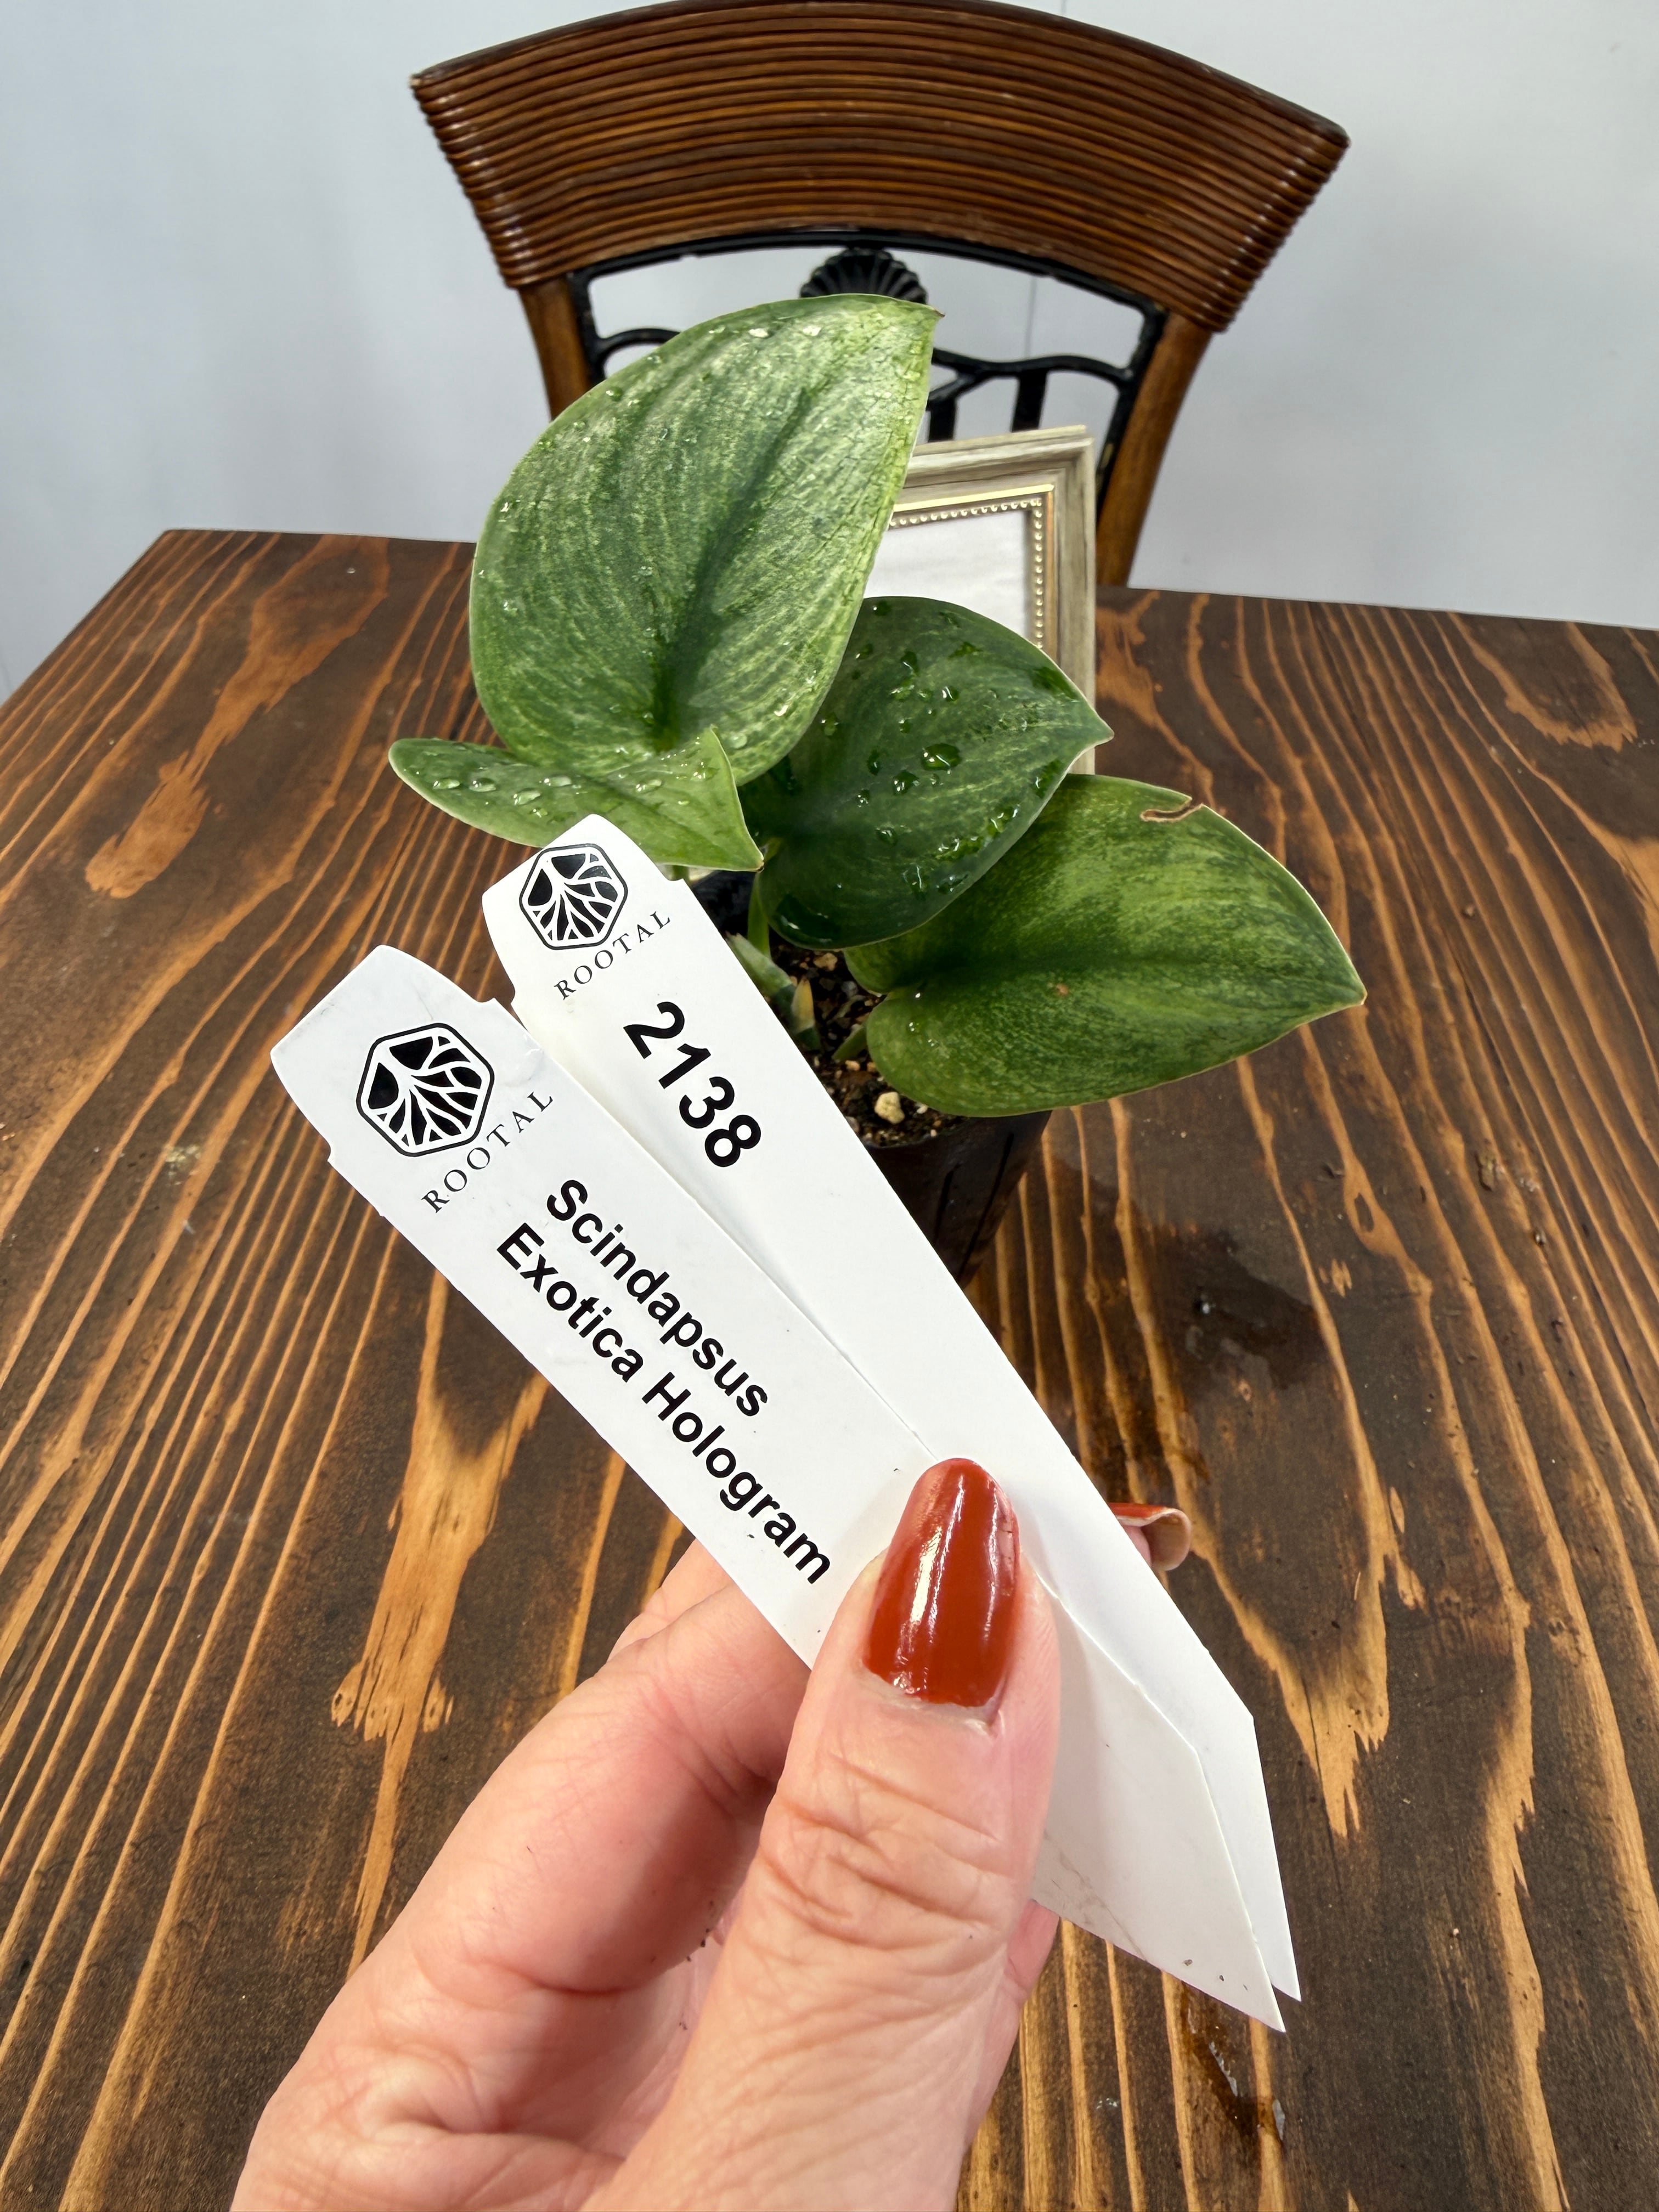 ROOTAL
2138
ROOTAL
Scindapsus
Exotica Hologram